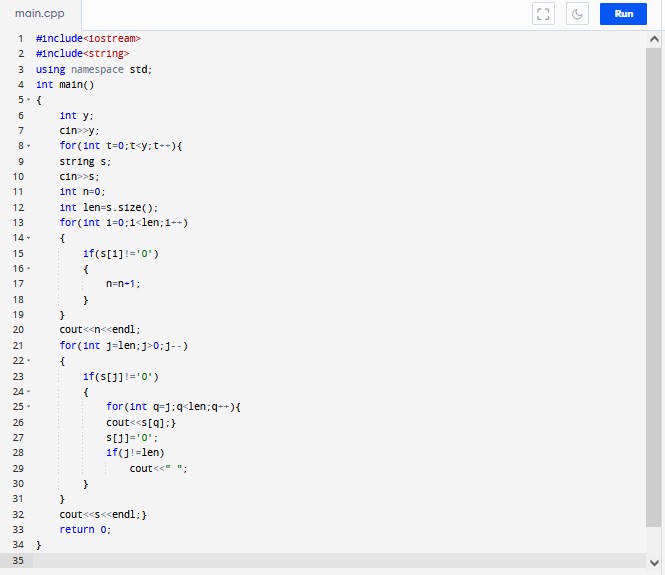 main.cpp
Run
1 #include<iostream>
2 #include<string>
3 using namespace std;
4 int main()
5 {
6     int y;
7     cin>>y;
8     for(int t=0;t<y;t++){
9     string s;
10     cin>>s;
11     int n=0;
12     int len=s.size();
13     for(int i=0;i<len;i++)
14     {
15         if(s[i]!='0')
16         {
17             n=n+1;
18         }
19     }
20     cout<<n<<endl;
21     for(int j=len;j>0;j--)
22     {
23         if(s[j]!='0')
24         {
25             for(int q=j;q<len;q++){
26             cout<<s[q];}
27             s[j]='0';
28             if(j!=len)
29                 cout<<" ";
30         }
31     }
32     cout<<s<<endl;}
33     return 0;
34 }
35